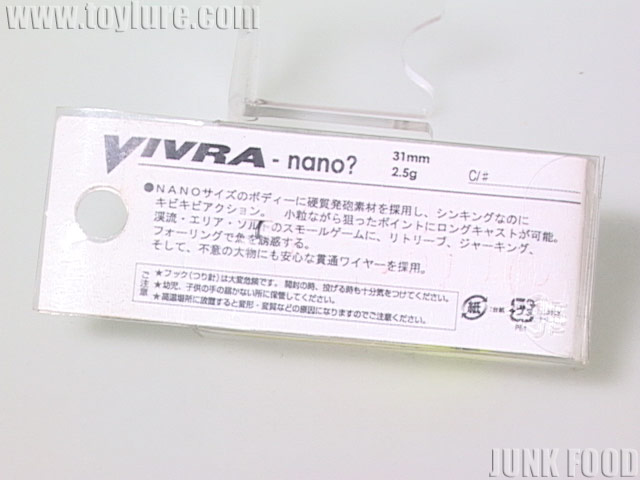 www.toylure.com
VIVRA - nano?
31mm
2.5g
C/#
●NANOサイズのボディーに硬質発砲素材を採用し、シンキングなのに
キビキビアクション。 小粒ながら狙ったポイントにロングキャストが可能。
渓流・エリア・ソルトのスモールゲームに、リトリーブ、ジャーキング、
フォーリングで魚を誘惑する。
そして、不意の大物にも安心な貫通ワイヤーを採用。
ご注意
★フック(つり針)は大変危険です。 開封の時、投げる時も十分気をつけてください。
★幼児、子供の手の届かない所に保管してください。
★高温場所に放置すると変形・変質などの原因になりますのでご注意ください。
紙
:台紙
プラ
JUNK FOOD